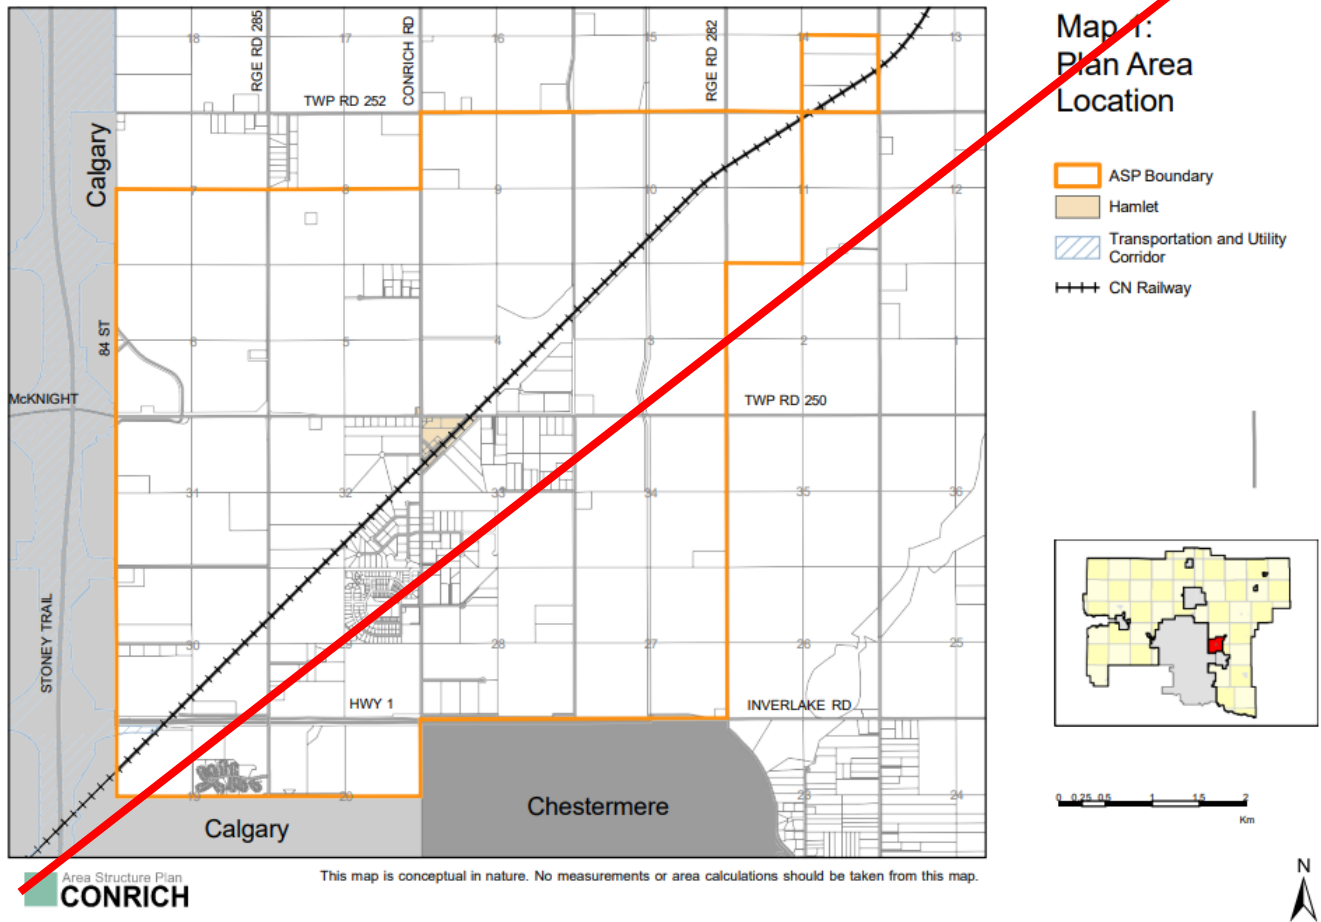 18
RGE RD 285
17
CONRICH RD
16
15
RGE RD 282
14
13
TWP RD 252
Calgary
7
8
9
10
11
12
84 ST
6
5
4
3
2
1
McKNIGHT
TWP RD 250
31
32
33
34
35
36
STONEY TRAIL
30
27
26
25
HWY 1
INVERLAKE RD
19
20
23
24
Calgary
Chestermere
Map 1:
Plan Area
Location
ASP Boundary
Hamlet
Transportation and Utility
Corridor
CN Railway
0 0.25 0.5 1 1.5 2
Km
N
Area Structure Plan
CONRICH
This map is conceptual in nature. No measurements or area calculations should be taken from this map.